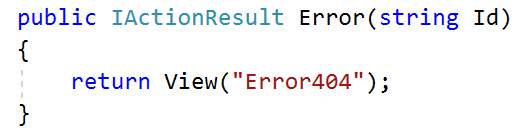 public IActionResult Error(string Id)
{
    return View("Error404");
}